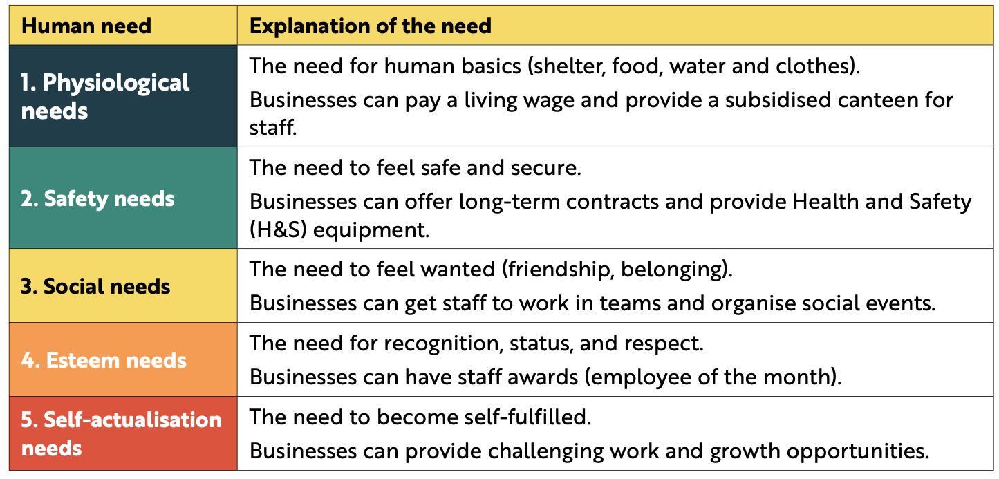 Human need
Explanation of the need
1. Physiological
needs
The need for human basics (shelter, food, water and clothes).
Businesses can pay a living wage and provide a subsidised canteen for
staff.
2. Safety needs
The need to feel safe and secure.
Businesses can offer long-term contracts and provide Health and Safety
(H&S) equipment.
3. Social needs
The need to feel wanted (friendship, belonging).
Businesses can get staff to work in teams and organise social events.
4. Esteem needs
The need for recognition, status, and respect.
Businesses can have staff awards (employee of the month).
5. Self-actualisation
needs
The need to become self-fulfilled.
Businesses can provide challenging work and growth opportunities.